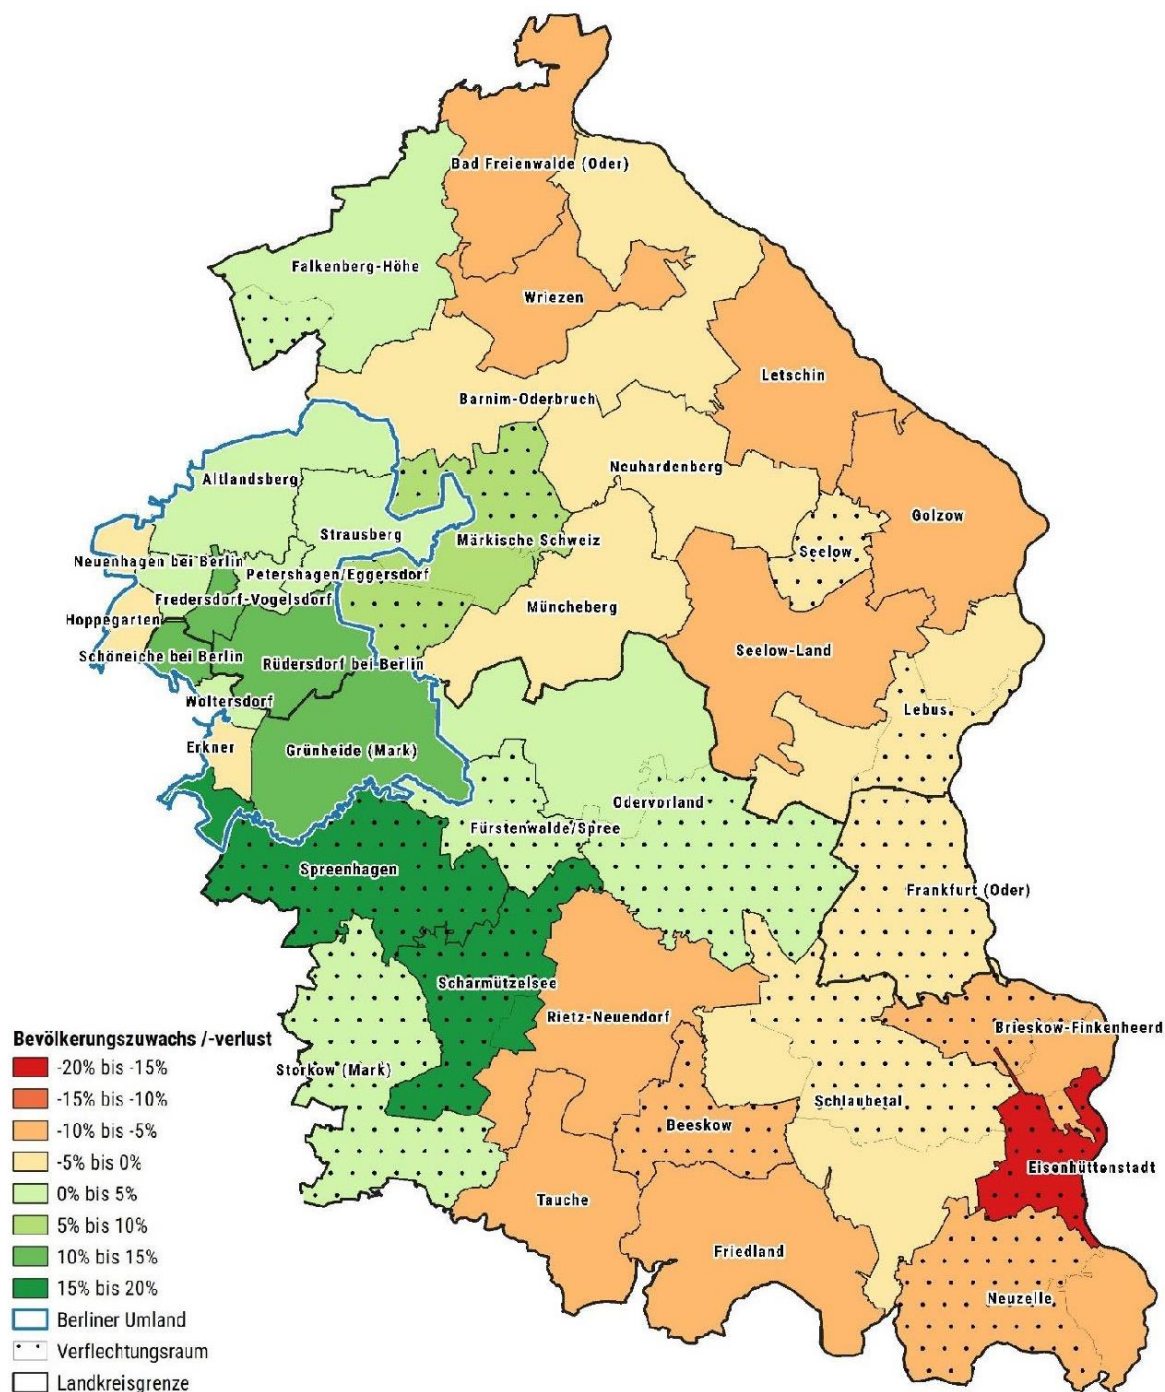 Bad Freienwalde (Oder)
Falkenberg-Höhe
Wriezen
Letschin
Barnim-Oderbruch
Neuhardenberg
Altlandsberg
Golzow
Strausberg
Märkische Schweiz
Seelow
Neuenhagen bei Berlin
Petershagen/Eggersdorf
Fredersdorf-Vogelsdorf
Müncheberg
Hoppegarten
Schöneiche bei Berlin
Rüdersdorf bei Berlin
Seelow-Land
Woltersdorf
Lebus
Erkner
Grünheide (Mark)
Odervorland
Fürstenwalde/Spree
Spreenhagen
Frankfurt (Oder)
Scharmützelsee
Rietz-Neuendorf
Brieskow-Finkenheerd
Storkow (Mark)
Schlaubetal
Beeskow
Eisenhüttenstadt
Tauche
Friedland
Neuzelle
Bevölkerungszuwachs /-verlust
-20% bis -15%
-15% bis -10%
-10% bis -5%
-5% bis 0%
0% bis 5%
5% bis 10%
10% bis 15%
15% bis 20%
Berliner Umland
Verflechtungsraum
Landkreisgrenze